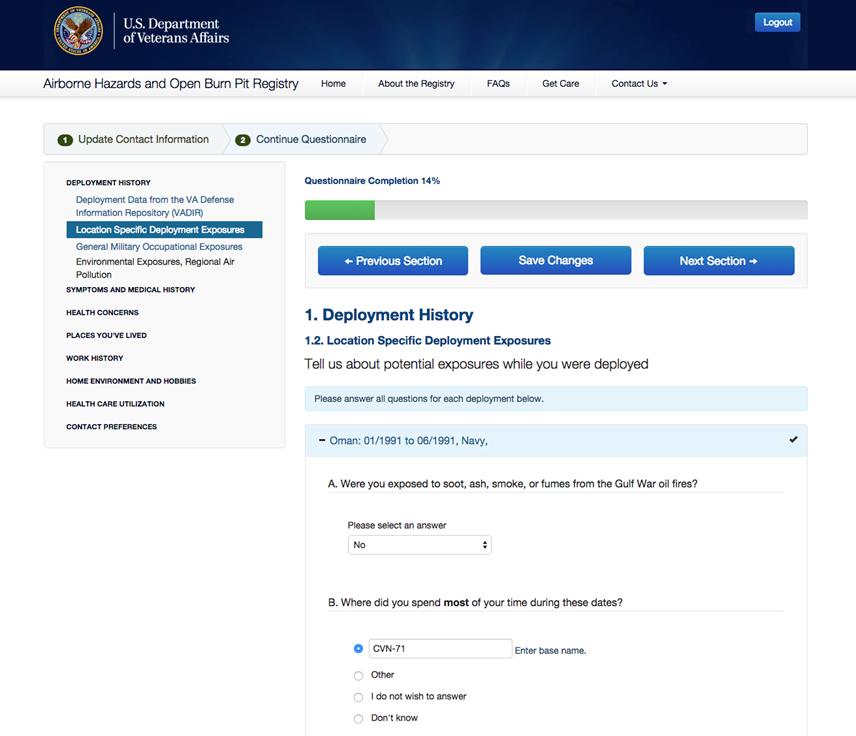 U.S. Department
of Veterans Affairs
Logout
Airborne Hazards and Open Burn Pit Registry
Home
About the Registry
FAQs
Get Care
Contact Us
1 Update Contact Information
2 Continue Questionnaire
DEPLOYMENT HISTORY
Deployment Data from the VA Defense
Information Repository (VADIR)
Location Specific Deployment Exposures
General Military Occupational Exposures
Environmental Exposures, Regional Air
Pollution
SYMPTOMS AND MEDICAL HISTORY
HEALTH CONCERNS
PLACES YOU'VE LIVED
WORK HISTORY
HOME ENVIRONMENT AND HOBBIES
HEALTH CARE UTILIZATION
CONTACT PREFERENCES
Questionnaire Completion 14%
← Previous Section
Save Changes
Next Section →
1. Deployment History
1.2. Location Specific Deployment Exposures
Tell us about potential exposures while you were deployed
Please answer all questions for each deployment below.
− Oman: 01/1991 to 06/1991, Navy,
A. Were you exposed to soot, ash, smoke, or fumes from the Gulf War oil fires?
Please select an answer
No
B. Where did you spend most of your time during these dates?
CVN-71
Enter base name.
Other
I do not wish to answer
Don't know